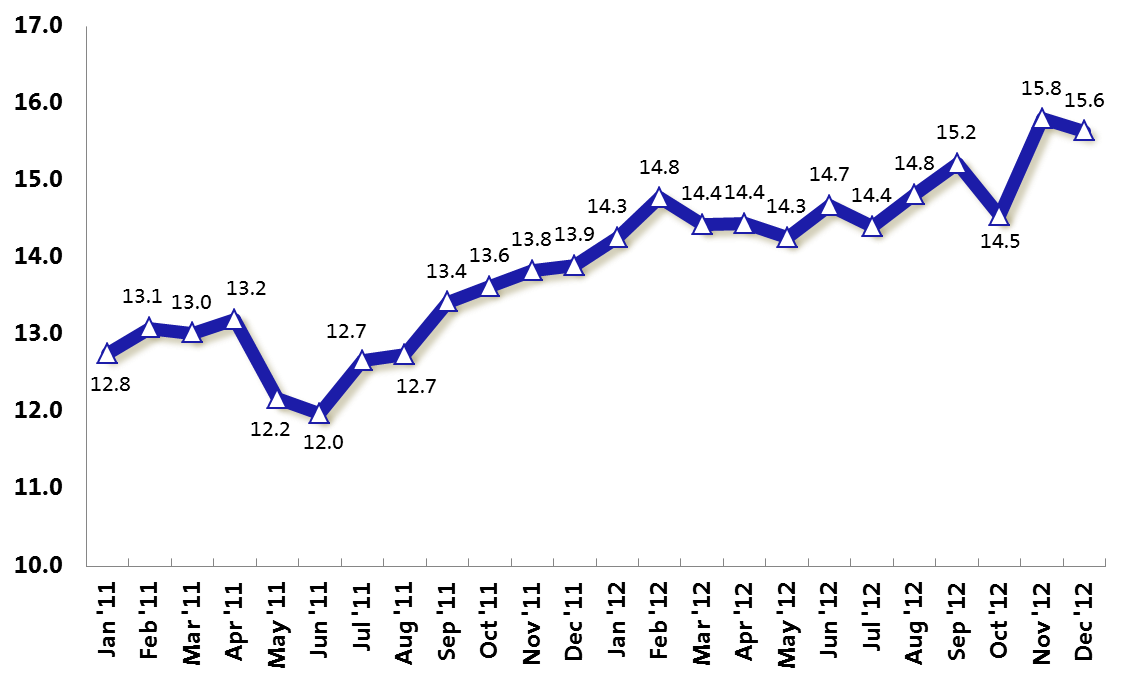 17.0
16.0
15.0
14.0
13.0
12.0
11.0
10.0
12.8
13.1
13.0
13.2
12.2
12.0
12.7
12.7
13.4
13.6
13.8
13.9
14.3
14.8
14.4
14.4
14.3
14.7
14.4
14.8
15.2
14.5
15.8
15.6
Jan '11
Feb '11
Mar '11
Apr '11
May '11
Jun '11
Jul '11
Aug '11
Sep '11
Oct '11
Nov '11
Dec '11
Jan '12
Feb '12
Mar '12
Apr '12
May '12
Jun '12
Jul '12
Aug '12
Sep '12
Oct '12
Nov '12
Dec '12